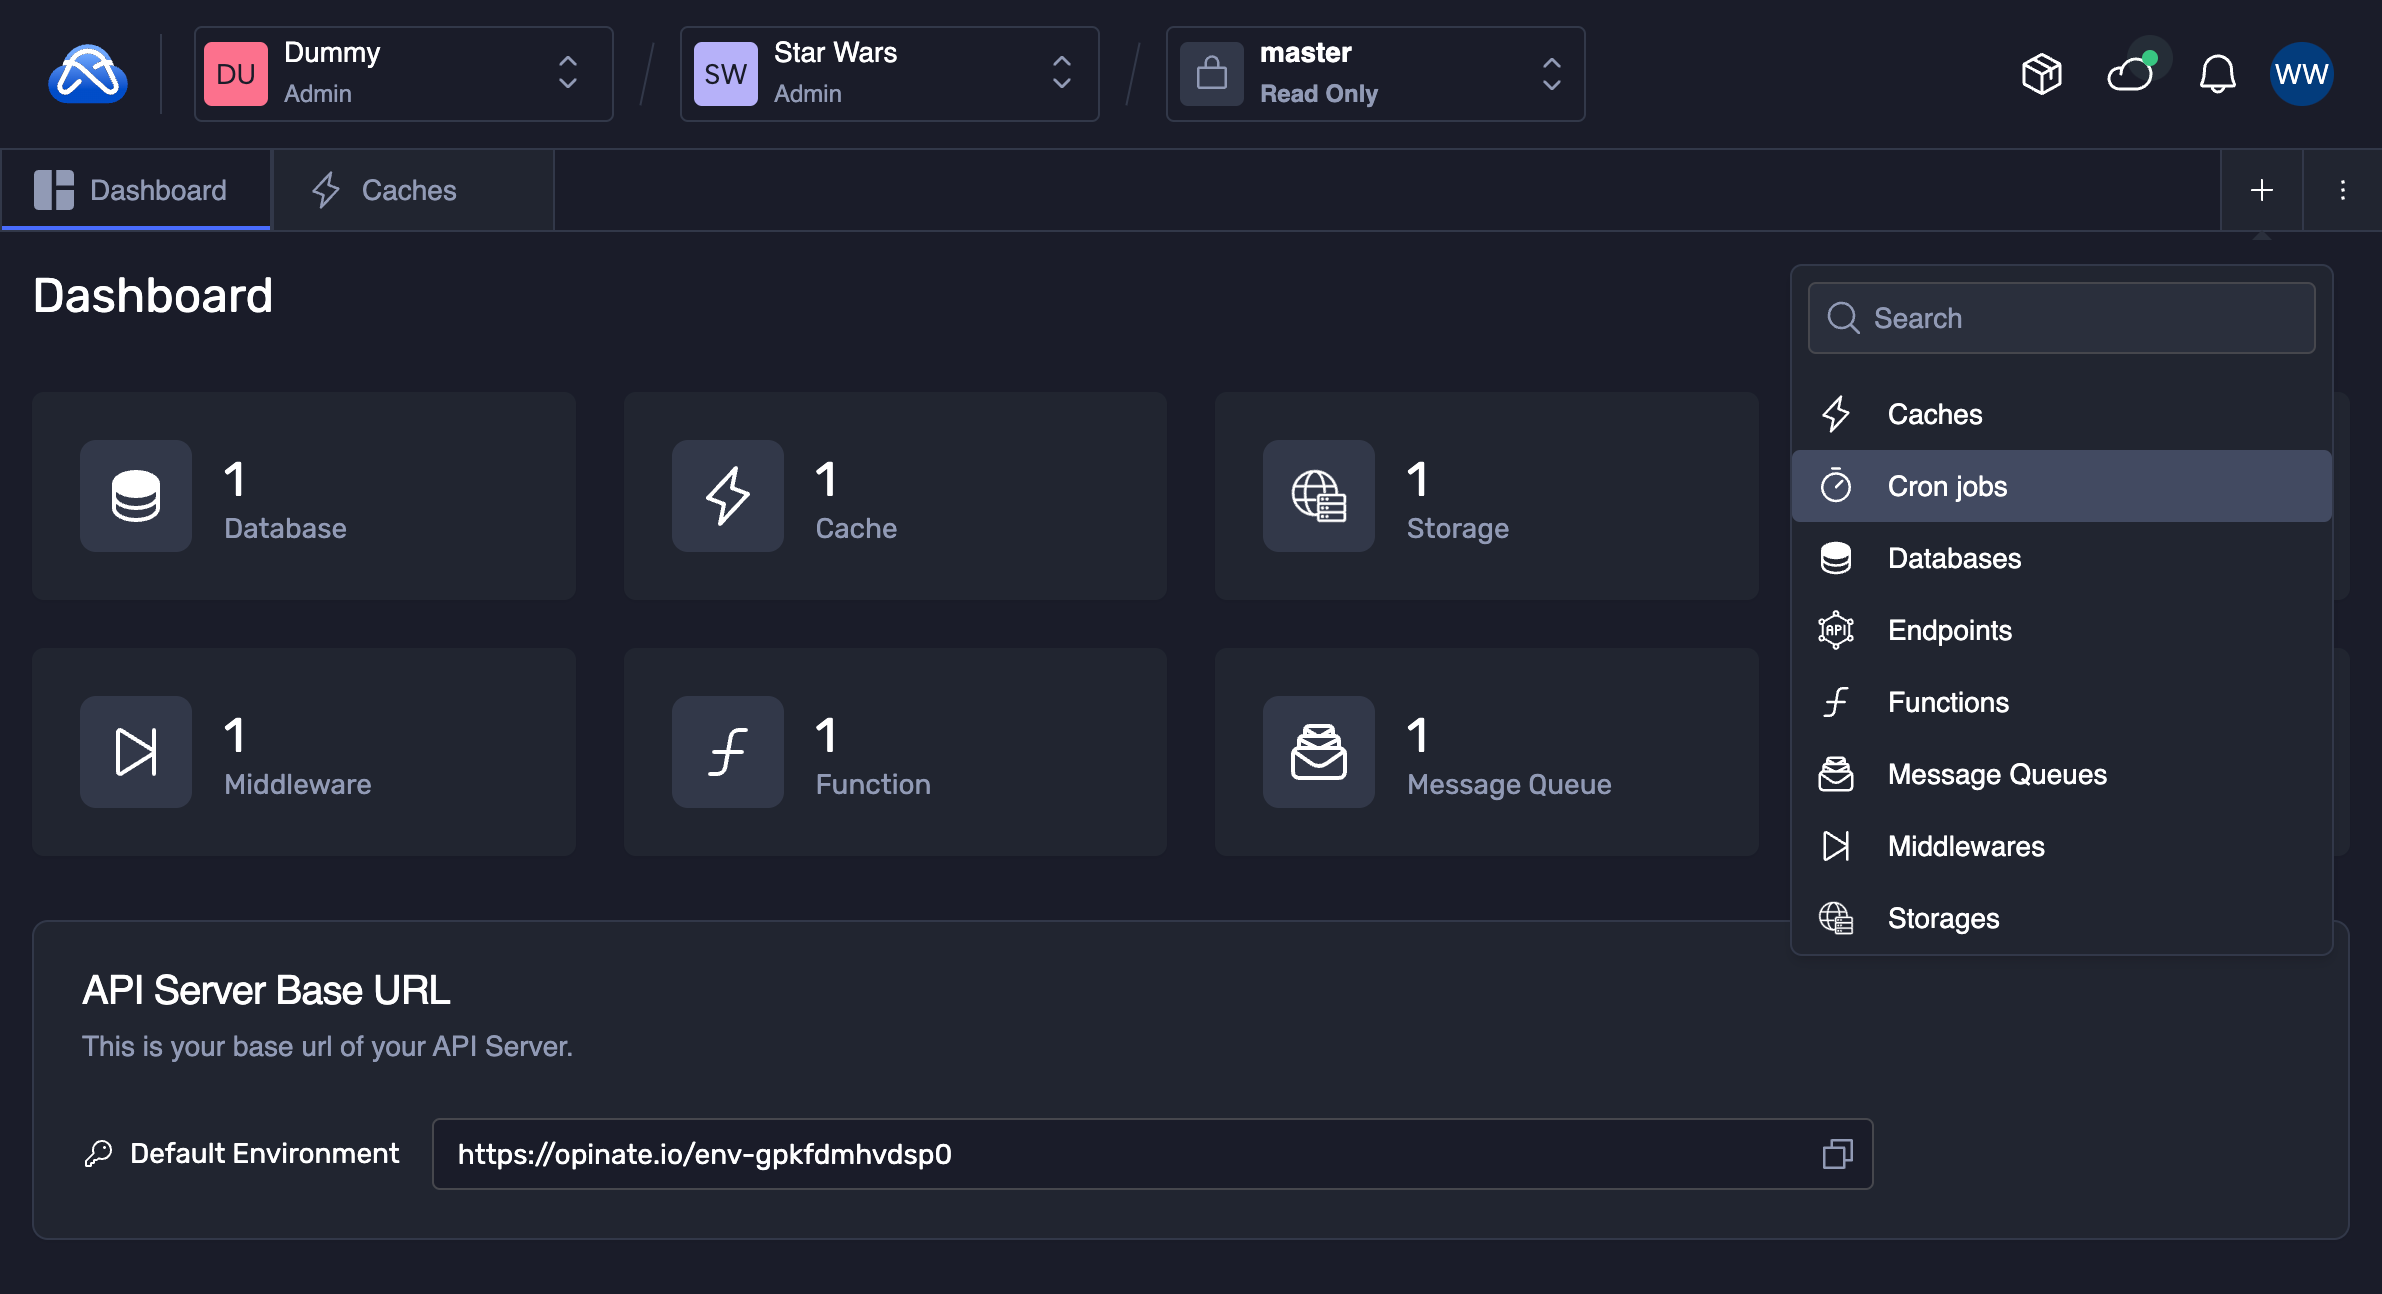 DU
Dummy
Admin
SW
Star Wars
Admin
master
Read Only
WW
Dashboard
Caches
Dashboard
Search
Caches
Cron jobs
Databases
Endpoints
API
Functions
Message Queues
Middlewares
Storages
1
Database
1
Cache
1
Storage
1
Middleware
1
Function
1
Message Queue
API Server Base URL
This is your base url of your API Server.
Default Environment
https://opinate.io/env-gpkfdmhvdsp0